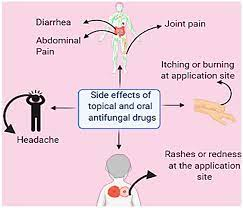 Diarrhea
Abdominal
Pain
Joint pain
Side effects of
topical and oral
antifungal drugs
Itching or burning
at application site
Headache
Rashes or redness
at the application
site